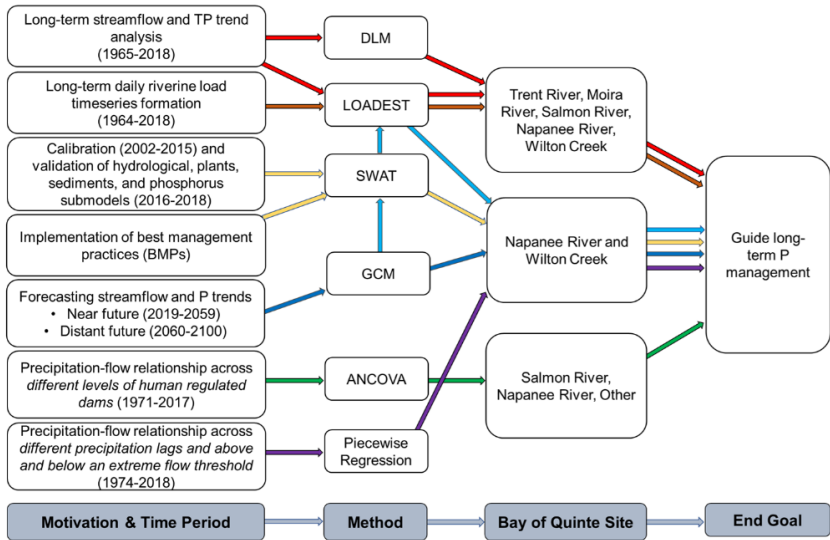 Long-term streamflow and TP trend
analysis
(1965-2018)
Long-term daily riverine load
timeseries formation
(1964-2018)
Calibration (2002-2015) and
validation of hydrological, plants,
sediments, and phosphorus
submodels (2016-2018)
Implementation of best management
practices (BMPs)
Forecasting streamflow and P trends
• Near future (2019-2059)
• Distant future (2060-2100)
Precipitation-flow relationship across
different levels of human regulated
dams (1971-2017)
Precipitation-flow relationship across
different precipitation lags and above
and below an extreme flow threshold
(1974-2018)
DLM
LOADEST
SWAT
GCM
ANCOVA
Piecewise
Regression
Trent River, Moira
River, Salmon River,
Napanee River,
Wilton Creek
Napanee River and
Wilton Creek
Salmon River,
Napanee River, Other
Guide long-
term P
management
Motivation & Time Period
Method
Bay of Quinte Site
End Goal